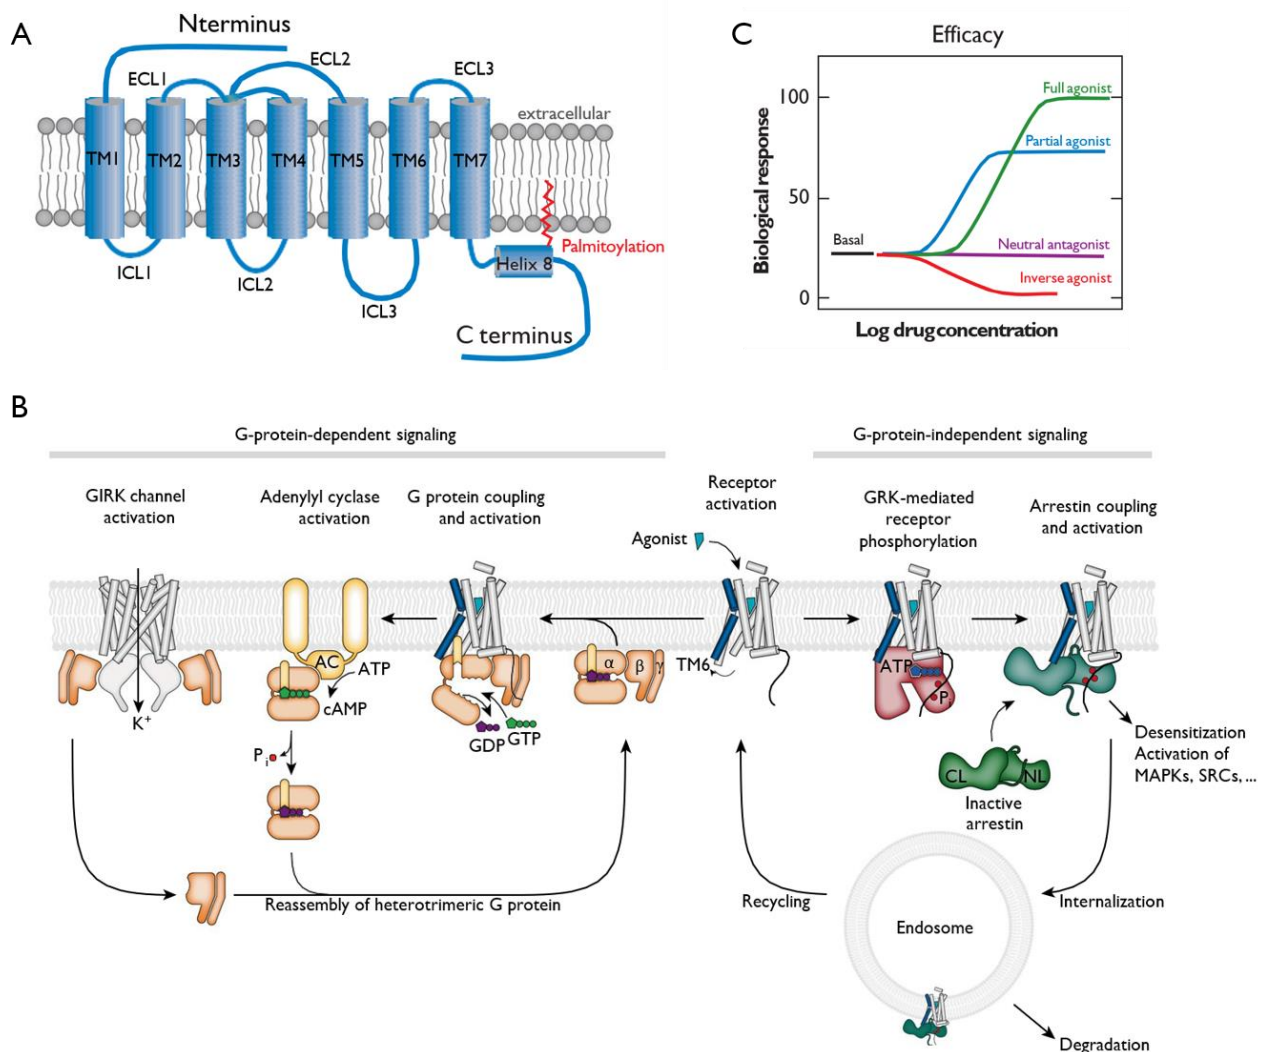 A
Nterminus
ECL1
ECL2
ECL3
extracellular
TM1
TM2
TM3
TM4
TM5
TM6
TM7
Palmitoylation
Helix 8
ICL1
ICL2
ICL3
C terminus
C
Efficacy
Biological response
100
50
0
Full agonist
Partial agonist
Basal
Neutral antagonist
Inverse agonist
Log drug concentration
B
G-protein-dependent signaling
G-protein-independent signaling
GIRK channel
activation
Adenylyl cyclase
activation
G protein coupling
and activation
Receptor
activation
GRK-mediated
receptor
phosphorylation
Arrestin coupling
and activation
Agonist
AC
ATP
cAMP
α
β
γ
TM6
ATP
Pi
K+
GDP
GTP
Pi
CL
NL
Inactive
arrestin
Desensitization
Activation of
MAPKs, SRCs, ...
Reassembly of heterotrimeric G protein
Recycling
Internalization
Endosome
Degradation